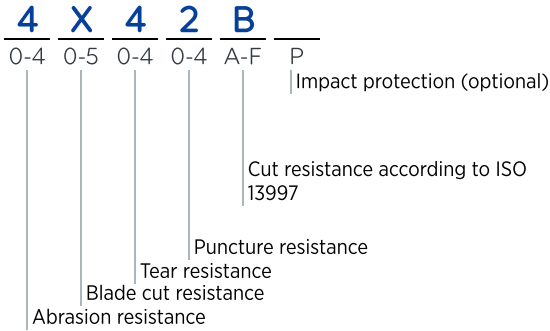 4 X 4 2 B
0-4 0-5 0-4 0-4 A-F P
Impact protection (optional)
Cut resistance according to ISO
13997
Puncture resistance
Tear resistance
Blade cut resistance
Abrasion resistance